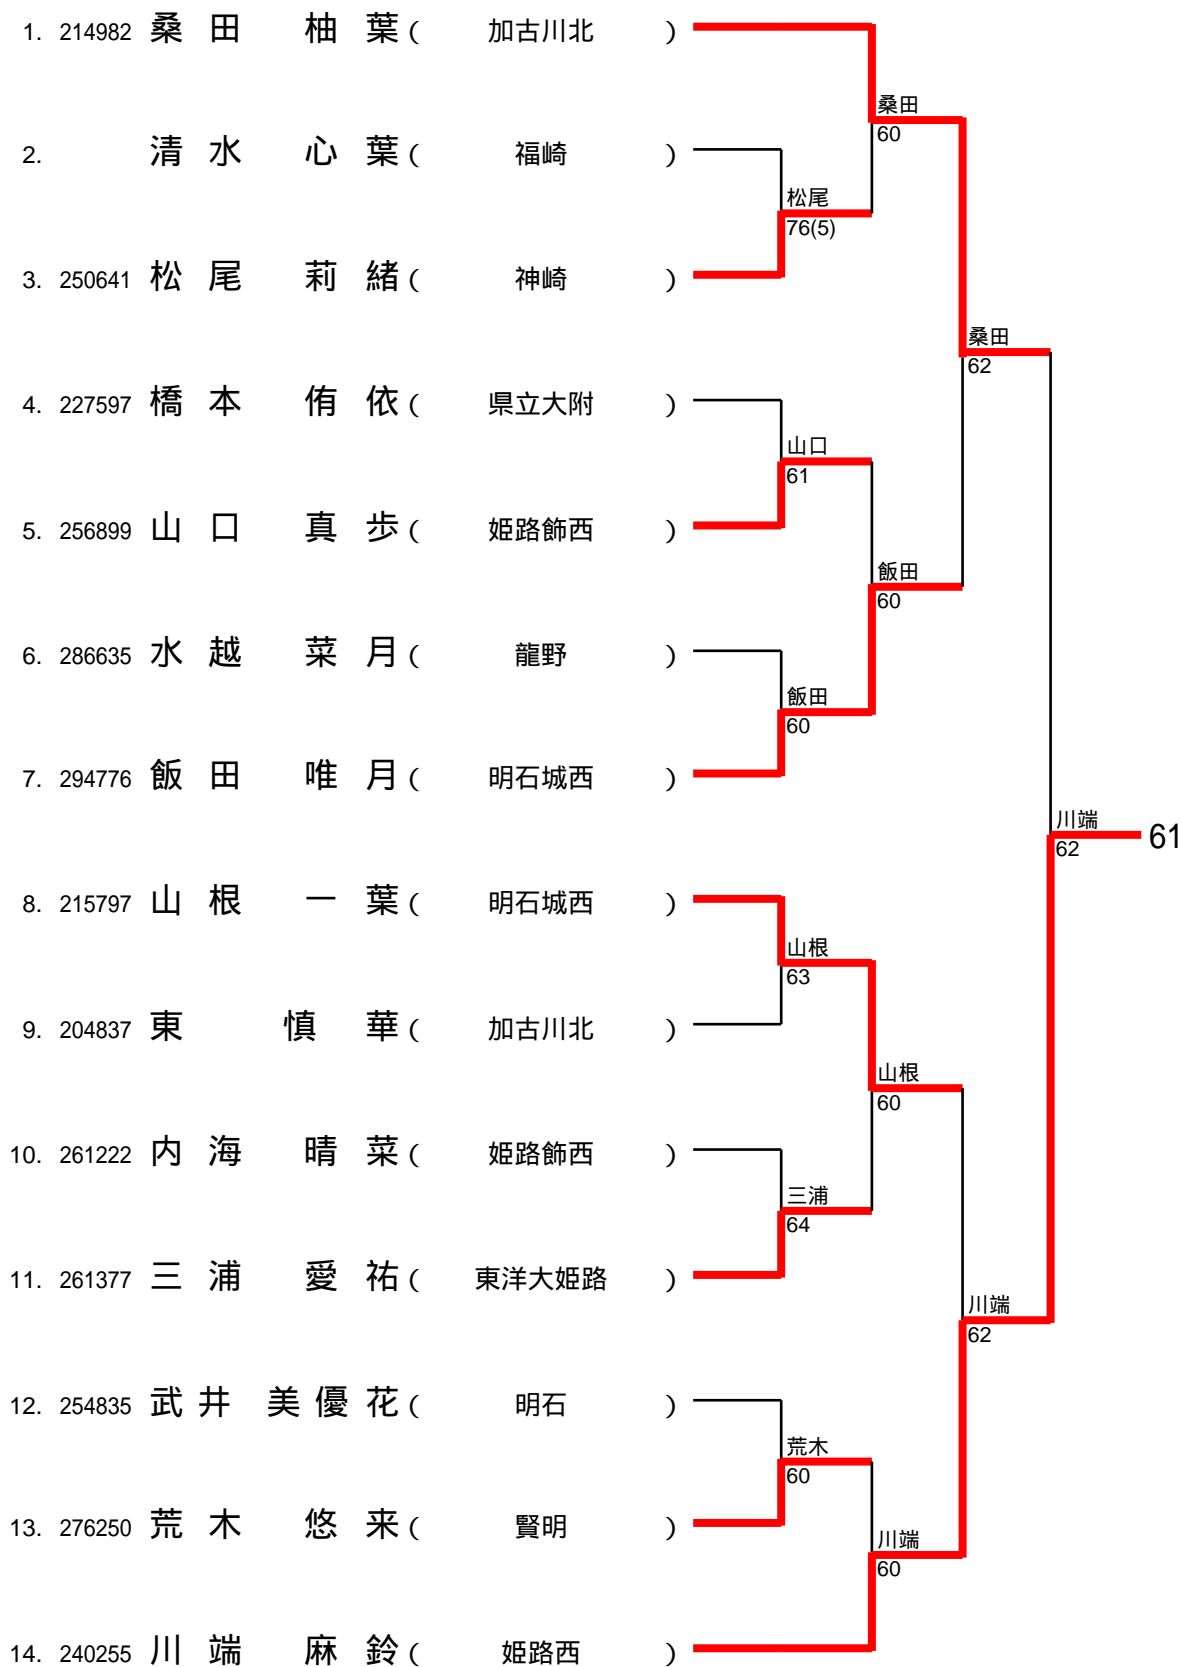 1. 214982 桑田 柚葉 ( 加古川北 )
桑田
60
2. 清水 心葉 ( 福崎 )
松尾
76(5)
3. 250641 松尾 莉緒 ( 神崎 )
桑田
62
4. 227597 橋本 侑依 ( 県立大附 )
山口
61
5. 256899 山口 真歩 ( 姫路飾西 )
飯田
60
6. 286635 水越 菜月 ( 龍野 )
飯田
60
7. 294776 飯田 唯月 ( 明石城西 )
川端
62
61
8. 215797 山根 一葉 ( 明石城西 )
山根
63
9. 204837 東 慎華 ( 加古川北 )
山根
60
10. 261222 内海 晴菜 ( 姫路飾西 )
三浦
64
11. 261377 三浦 愛祐 ( 東洋大姫路 )
川端
62
12. 254835 武井 美優花 ( 明石 )
荒木
60
13. 276250 荒木 悠来 ( 賢明 )
川端
60
14. 240255 川端 麻鈴 ( 姫路西 )